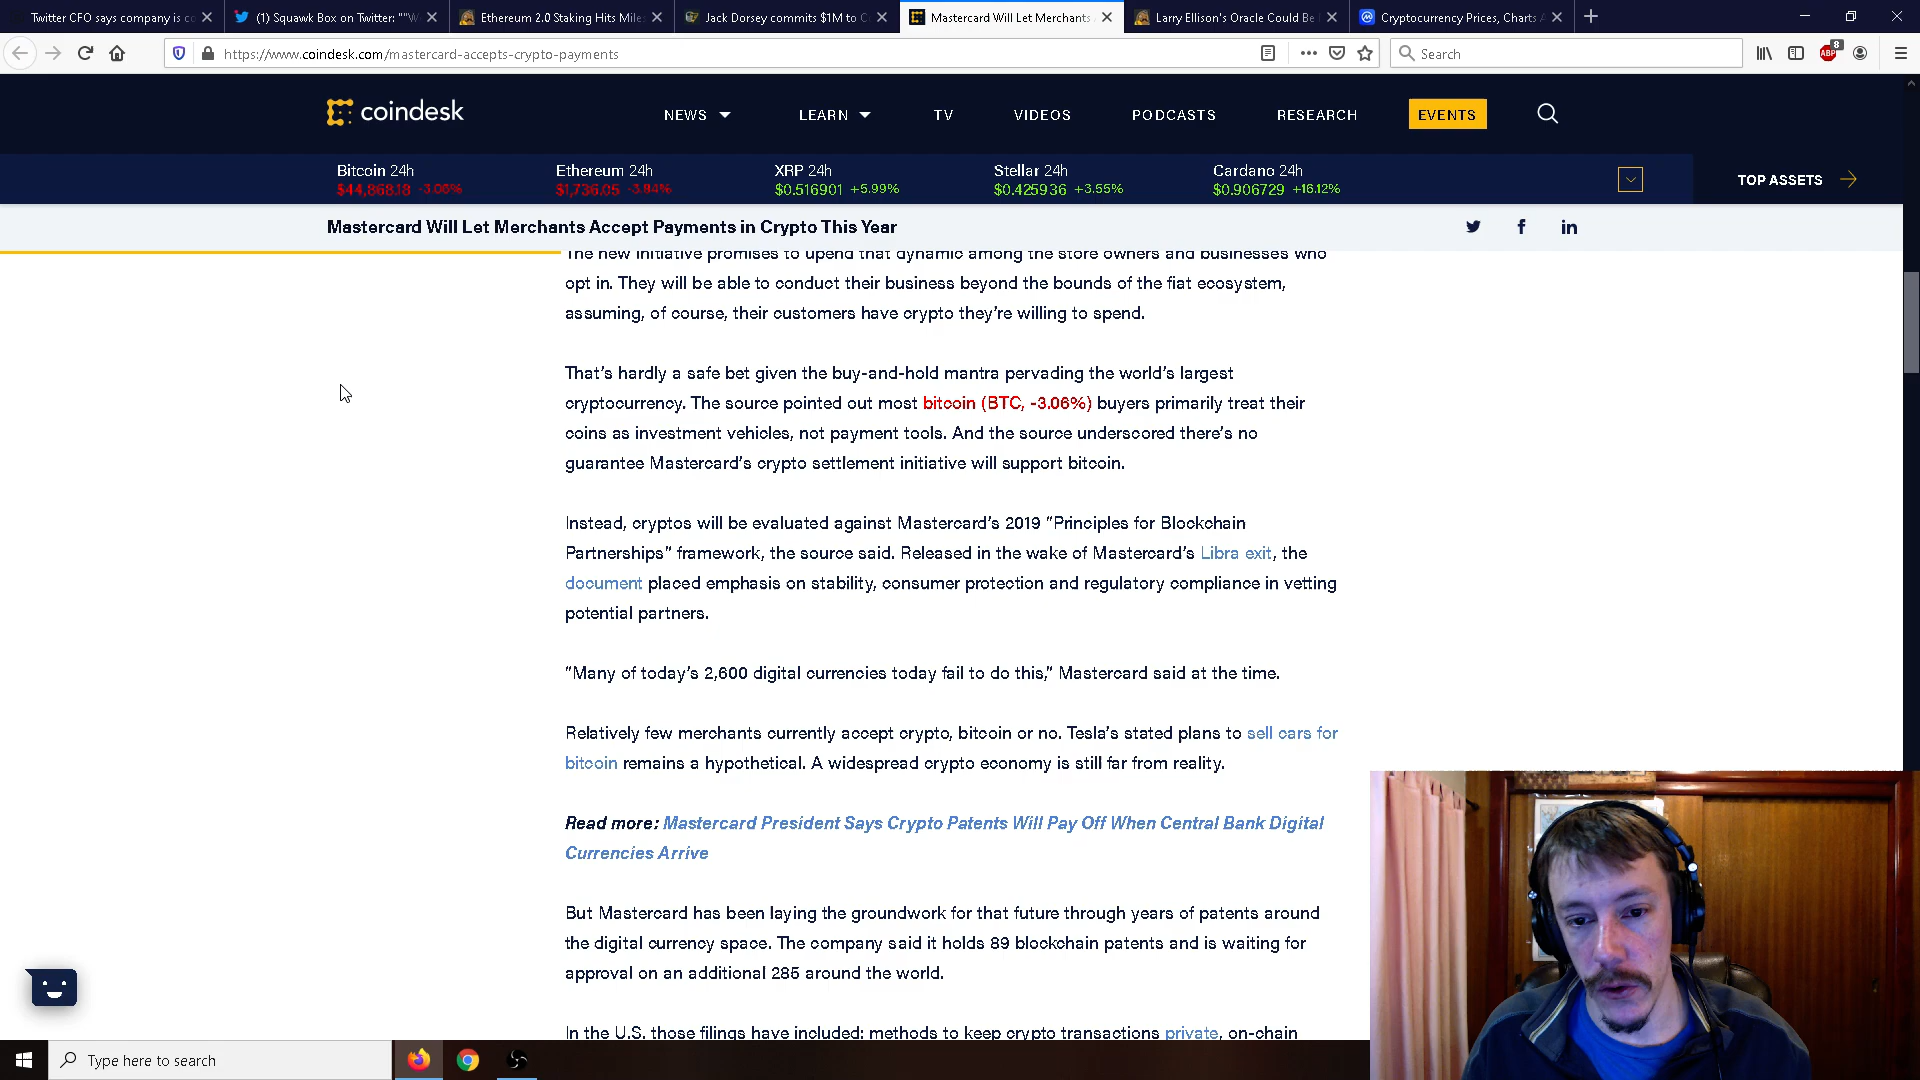 Twitter CFO says company is cc
(1) Squawk Box on Twitter: ""W
Ethereum 2.0 Staking Hits Mile
Jack Dorsey commits $1M to C
Mastercard Will Let Merchants
Larry Ellison's Oracle Could Be
Cryptocurrency Prices, Charts A
https://www.coindesk.com/mastercard-accepts-crypto-payments
Search
ABP
8
coindesk
NEWS
LEARN
TV
VIDEOS
PODCASTS
RESEARCH
EVENTS
Bitcoin 24h
$44,868.18 -3.06%
Ethereum 24h
$1,736.05 -3.84%
XRP 24h
$0.516901 +5.99%
Stellar 24h
$0.425936 +3.55%
Cardano 24h
$0.906729 +16.12%
TOP ASSETS
Mastercard Will Let Merchants Accept Payments in Crypto This Year
The new initiative promises to upend that dynamic among the store owners and businesses who
opt in. They will be able to conduct their business beyond the bounds of the fiat ecosystem,
assuming, of course, their customers have crypto they're willing to spend.
That's hardly a safe bet given the buy-and-hold mantra pervading the world's largest
cryptocurrency. The source pointed out most bitcoin (BTC, -3.06%) buyers primarily treat their
coins as investment vehicles, not payment tools. And the source underscored there's no
guarantee Mastercard's crypto settlement initiative will support bitcoin.
Instead, cryptos will be evaluated against Mastercard's 2019 “Principles for Blockchain
Partnerships” framework, the source said. Released in the wake of Mastercard's Libra exit, the
document placed emphasis on stability, consumer protection and regulatory compliance in vetting
potential partners.
“Many of today's 2,600 digital currencies today fail to do this,” Mastercard said at the time.
Relatively few merchants currently accept crypto, bitcoin or no. Tesla's stated plans to sell cars for
bitcoin remains a hypothetical. A widespread crypto economy is still far from reality.
Read more: Mastercard President Says Crypto Patents Will Pay Off When Central Bank Digital
Currencies Arrive
But Mastercard has been laying the groundwork for that future through years of patents around
the digital currency space. The company said it holds 89 blockchain patents and is waiting for
approval on an additional 285 around the world.
In the U.S. those filings have included: methods to keep crypto transactions private, on-chain
Type here to search